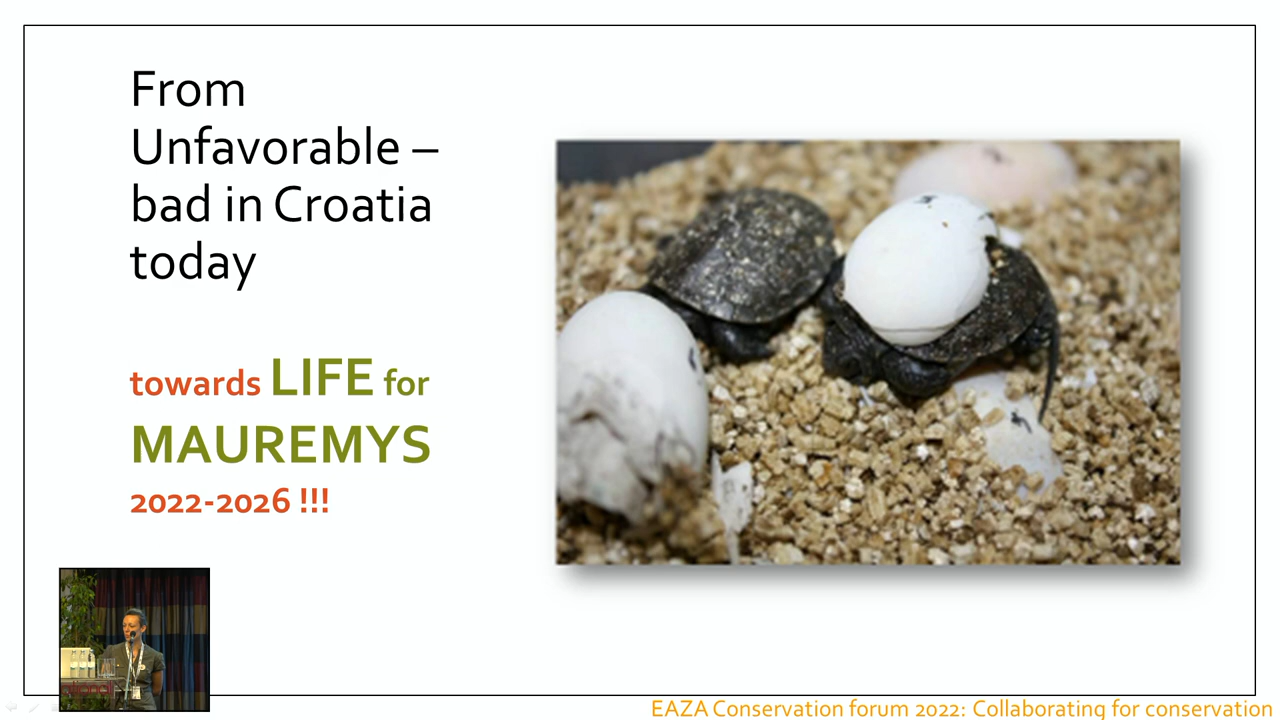 From
Unfavorable –
bad in Croatia
today
towards LIFE for
MAUREMYS
2022-2026 !!!
EAZA Conservation forum 2022: Collaborating for conservation